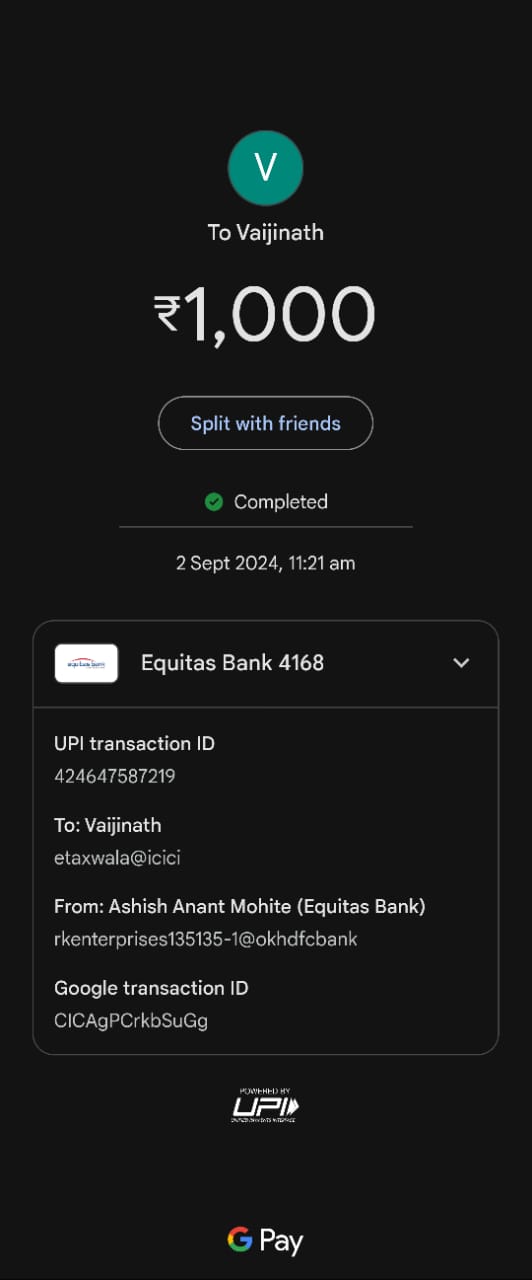 V
To Vaijinath
₹1,000
Split with friends
Completed
2 Sept 2024, 11:21 am
equitas bank
Equitas Bank 4168
UPI transaction ID
424647587219
To: Vaijinath
etaxwala@icici
From: Ashish Anant Mohite (Equitas Bank)
rkenterprises135135-1@okhdfcbank
Google transaction ID
CICAgPCrkbSuGg
POWERED BY
UPI
UNIFIED PAYMENTS INTERFACE
G Pay